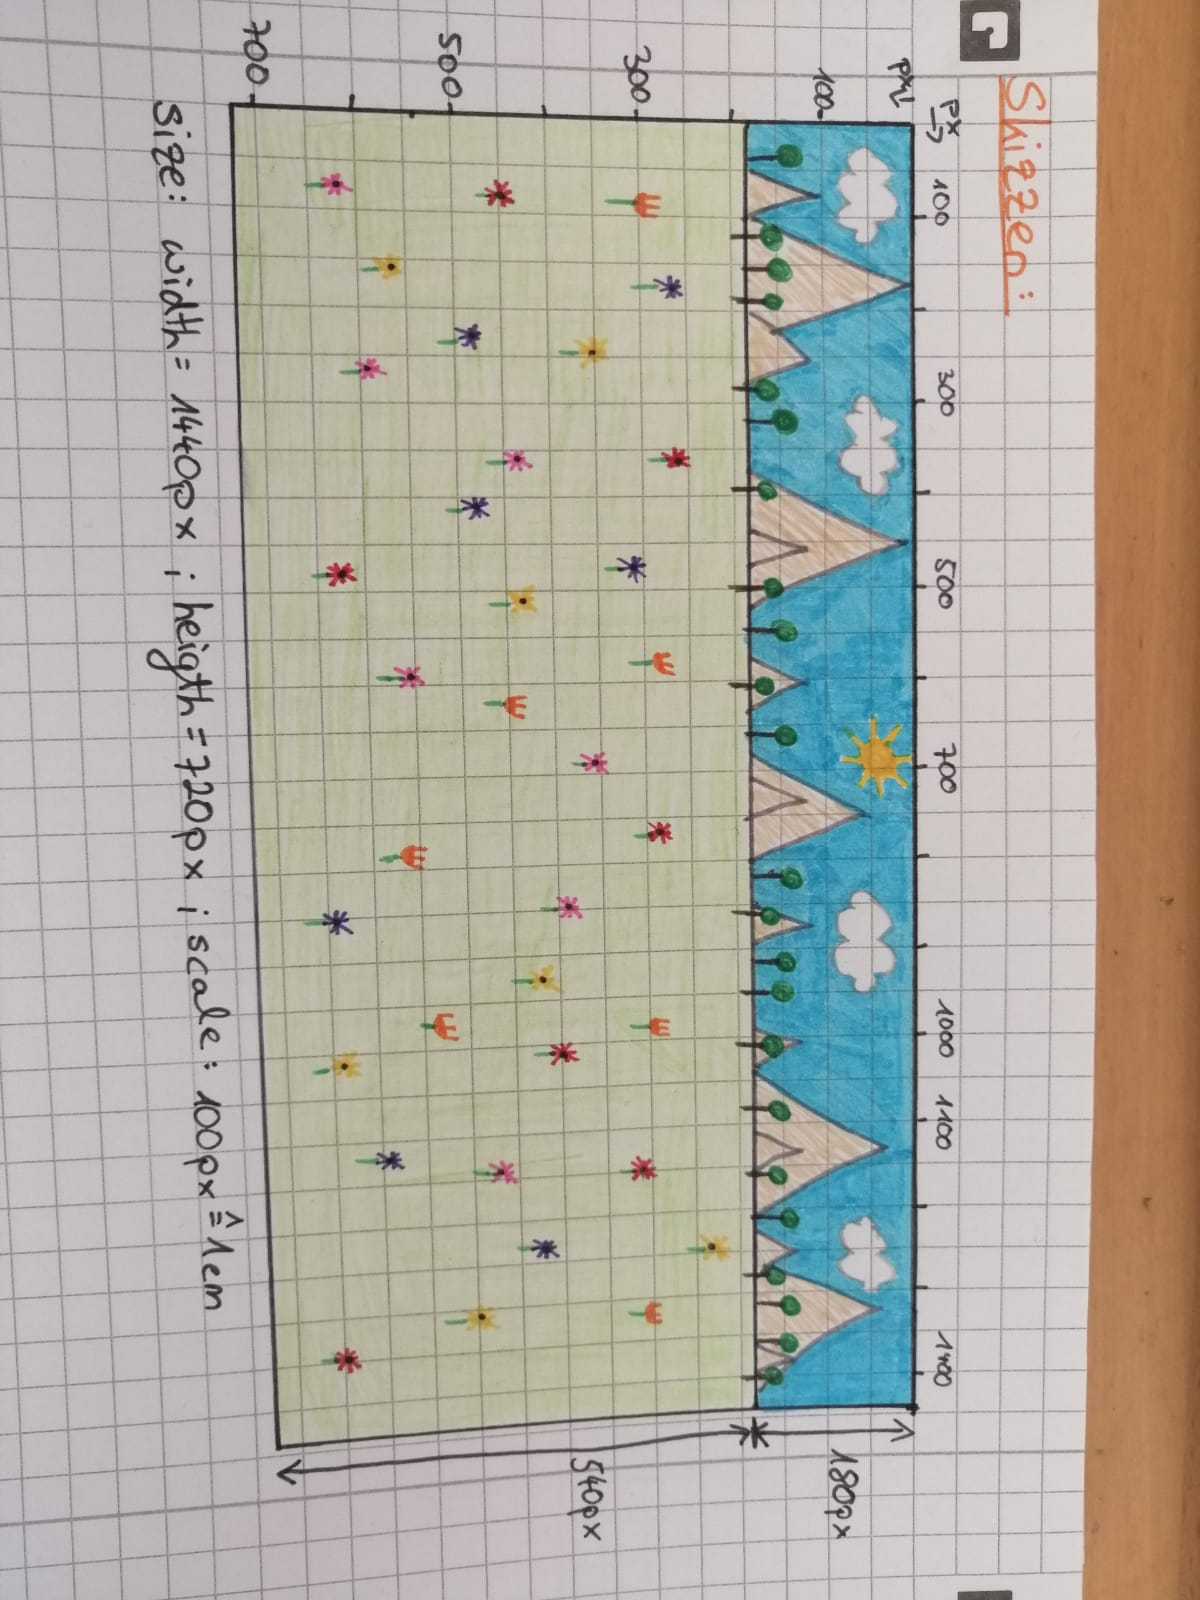 Skizzen:
px →
100 300 500 700 1000 1100 1400
px↓
100
300
500
700
180px
540px
Size: width = 1440px ; heigth = 720px ; scale: 100px ≙ 1cm